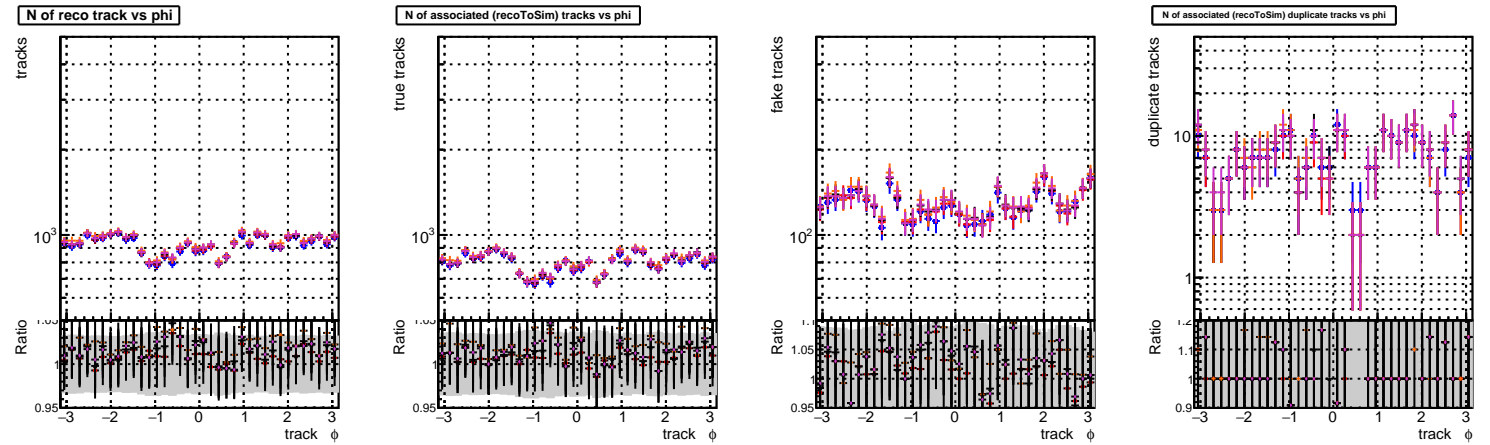 N of reco track vs phi
tracks
10³
Ratio
1.05
0.95
−3 −2 −1 0 1 2 3
track ϕ
N of associated (recoToSim) tracks vs phi
true tracks
10³
Ratio
1.05
0.95
−3 −2 −1 0 1 2 3
track ϕ
fake tracks
10²
Ratio
1.1
1.05
1
0.95
−3 −2 −1 0 1 2 3
track ϕ
N of associated (recoToSim) duplicate tracks vs phi
duplicate tracks
10
1
Ratio
1.2
1.1
1
0.9
−3 −2 −1 0 1 2 3
track ϕ